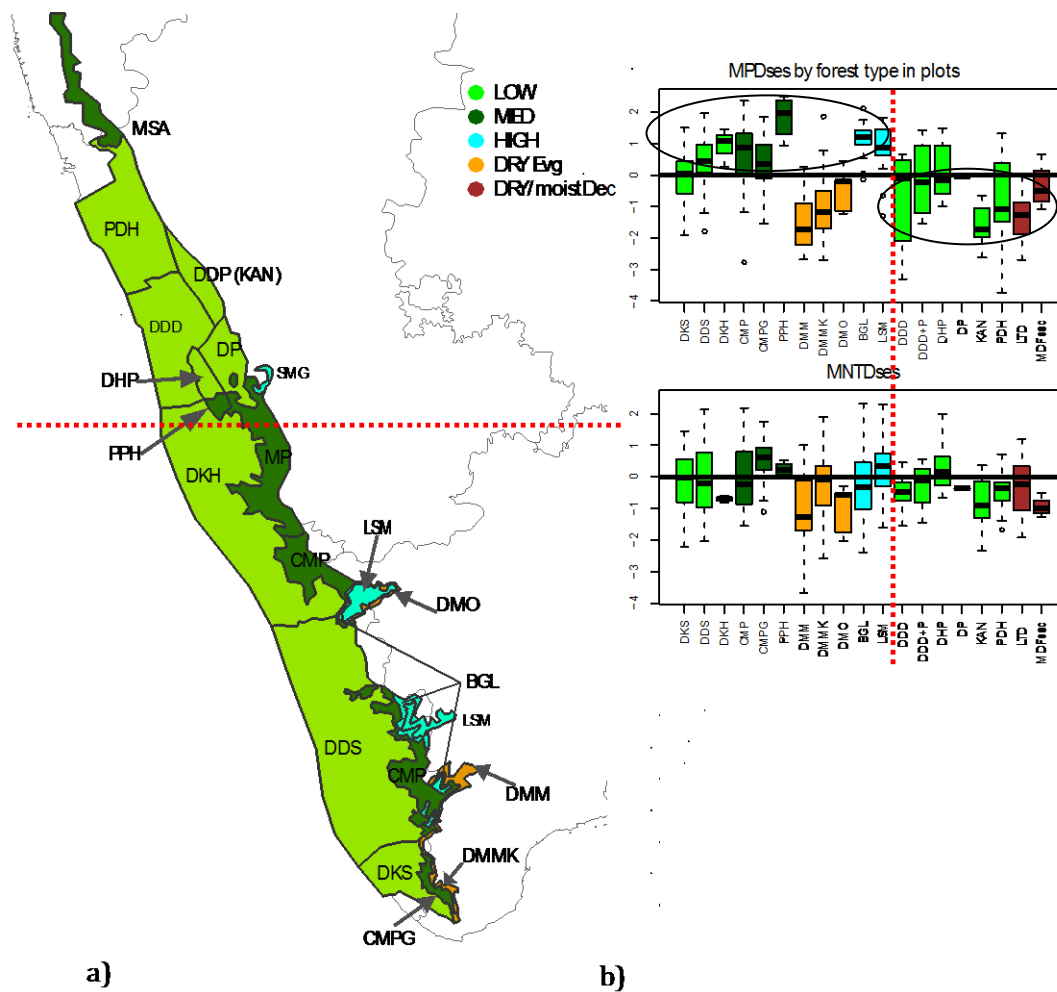 MSA
PDH
DDP (KAN)
DDD
DP
DHP
SMG
PPH
MP
DKH
LSM
CMP
DMO
BGL
LSM
DDS
CMP
DMM
DKS
DMMK
CMPG
a)
LOW
MED
HIGH
DRY Evg
DRY/moistDec
MPDses by forest type in plots
2
1
0
-1
-2
-3
-4
DKS DDS DKH CMP CMPG PPH DMM DMMK DMO BGL LSM DDD DDD+P DHP DP KAN PDH LTD MDFsec
MNTDses
2
1
0
-1
-2
-3
-4
DKS DDS DKH CMP CMPG PPH DMM DMMK DMO BGL LSM DDD DDD+P DHP DP KAN PDH LTD MDFsec
b)